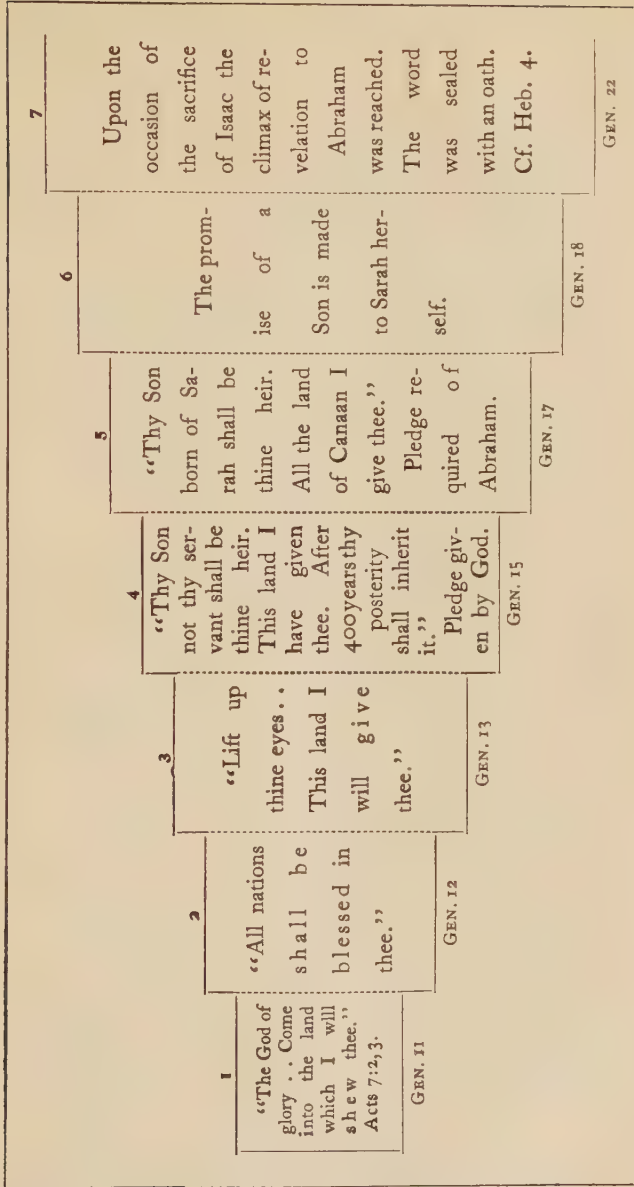 1
“The God of
glory . . Come
into the land
which I will
shew thee.”
Acts 7:2,3.
GEN. 11
2
“All nations
shall be
blessed in
thee.”
GEN. 12
3
“Lift up
thine eyes . .
This land I
will give
thee.”
GEN. 13
4
“Thy Son
not thy ser-
vant shall be
thine heir.
This land I
have given
thee. After
400 years thy
posterity
shall inherit
it.”
Pledge giv-
en by God.
GEN. 15
5
“Thy Son
born of Sa-
rah shall be
thine heir.
All the land
of Canaan I
give thee.”
Pledge re-
quired of
Abraham.
GEN. 17
6
The prom-
ise of a
Son is made
to Sarah her-
self.
GEN. 18
7
Upon the
occasion of
the sacrifice
of Isaac the
climax of re-
velation to
Abraham
was reached.
The word
was sealed
with an oath.
Cf. Heb. 4.
GEN. 22